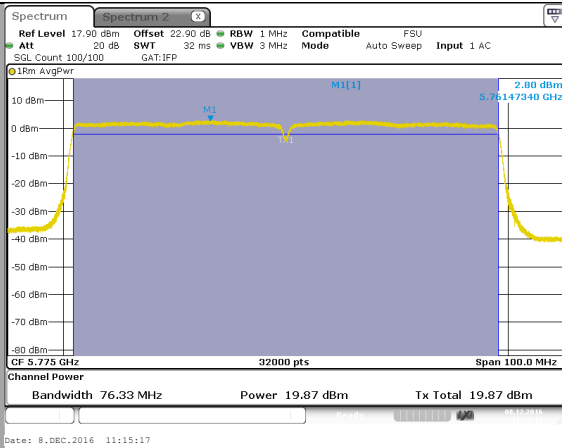 Spectrum Spectrum 2 X
Ref Level 17.90 dBm Offset 22.90 dB RBW 1 MHz Compatible FSU
Att 20 dB SWT 32 ms VBW 3 MHz Mode Auto Sweep Input 1 AC
SGL Count 100/100 GAT:IFP
1Rm AvgPwr
M1[1] 2.80 dBm
5.76147340 GHz
10 dBm
M1
0 dBm
TX1
-10 dBm
-20 dBm
-30 dBm
-40 dBm
-50 dBm
-60 dBm
-70 dBm
-80 dBm
CF 5.775 GHz 32000 pts Span 100.0 MHz
Channel Power
Bandwidth 76.33 MHz Power 19.87 dBm Tx Total 19.87 dBm
Ready 08.12.2016
Date: 8.DEC.2016 11:15:17